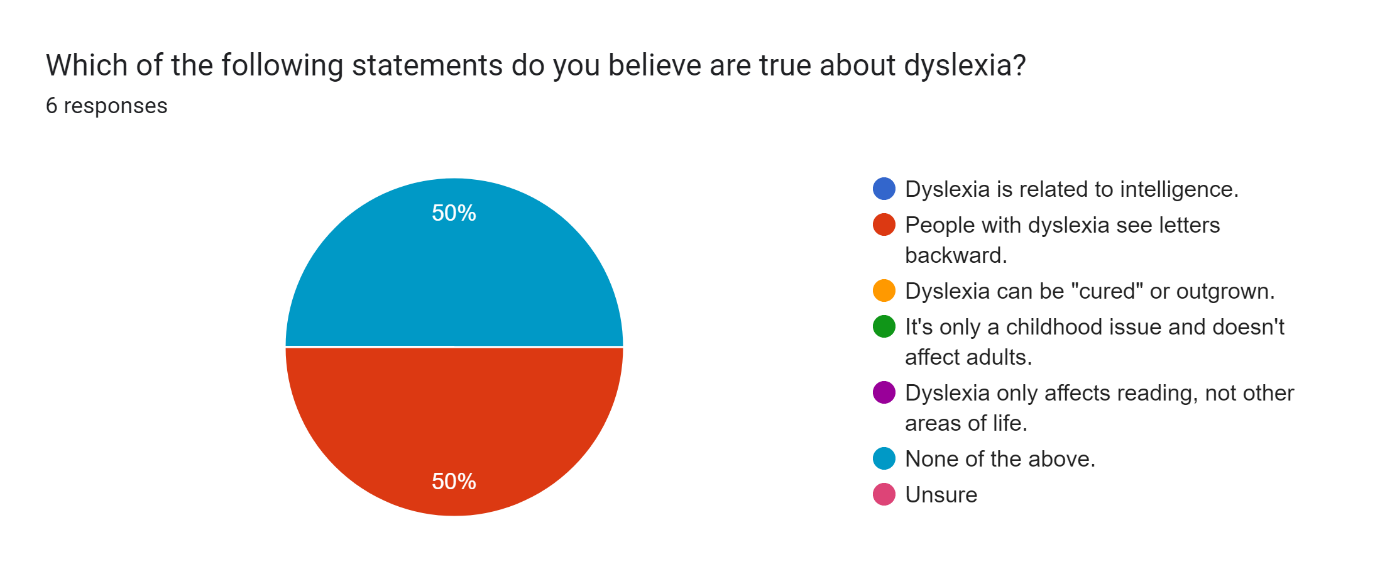 Which of the following statements do you believe are true about dyslexia?
6 responses
50%
50%
Dyslexia is related to intelligence.
People with dyslexia see letters
backward.
Dyslexia can be "cured" or outgrown.
It's only a childhood issue and doesn't
affect adults.
Dyslexia only affects reading, not other
areas of life.
None of the above.
Unsure